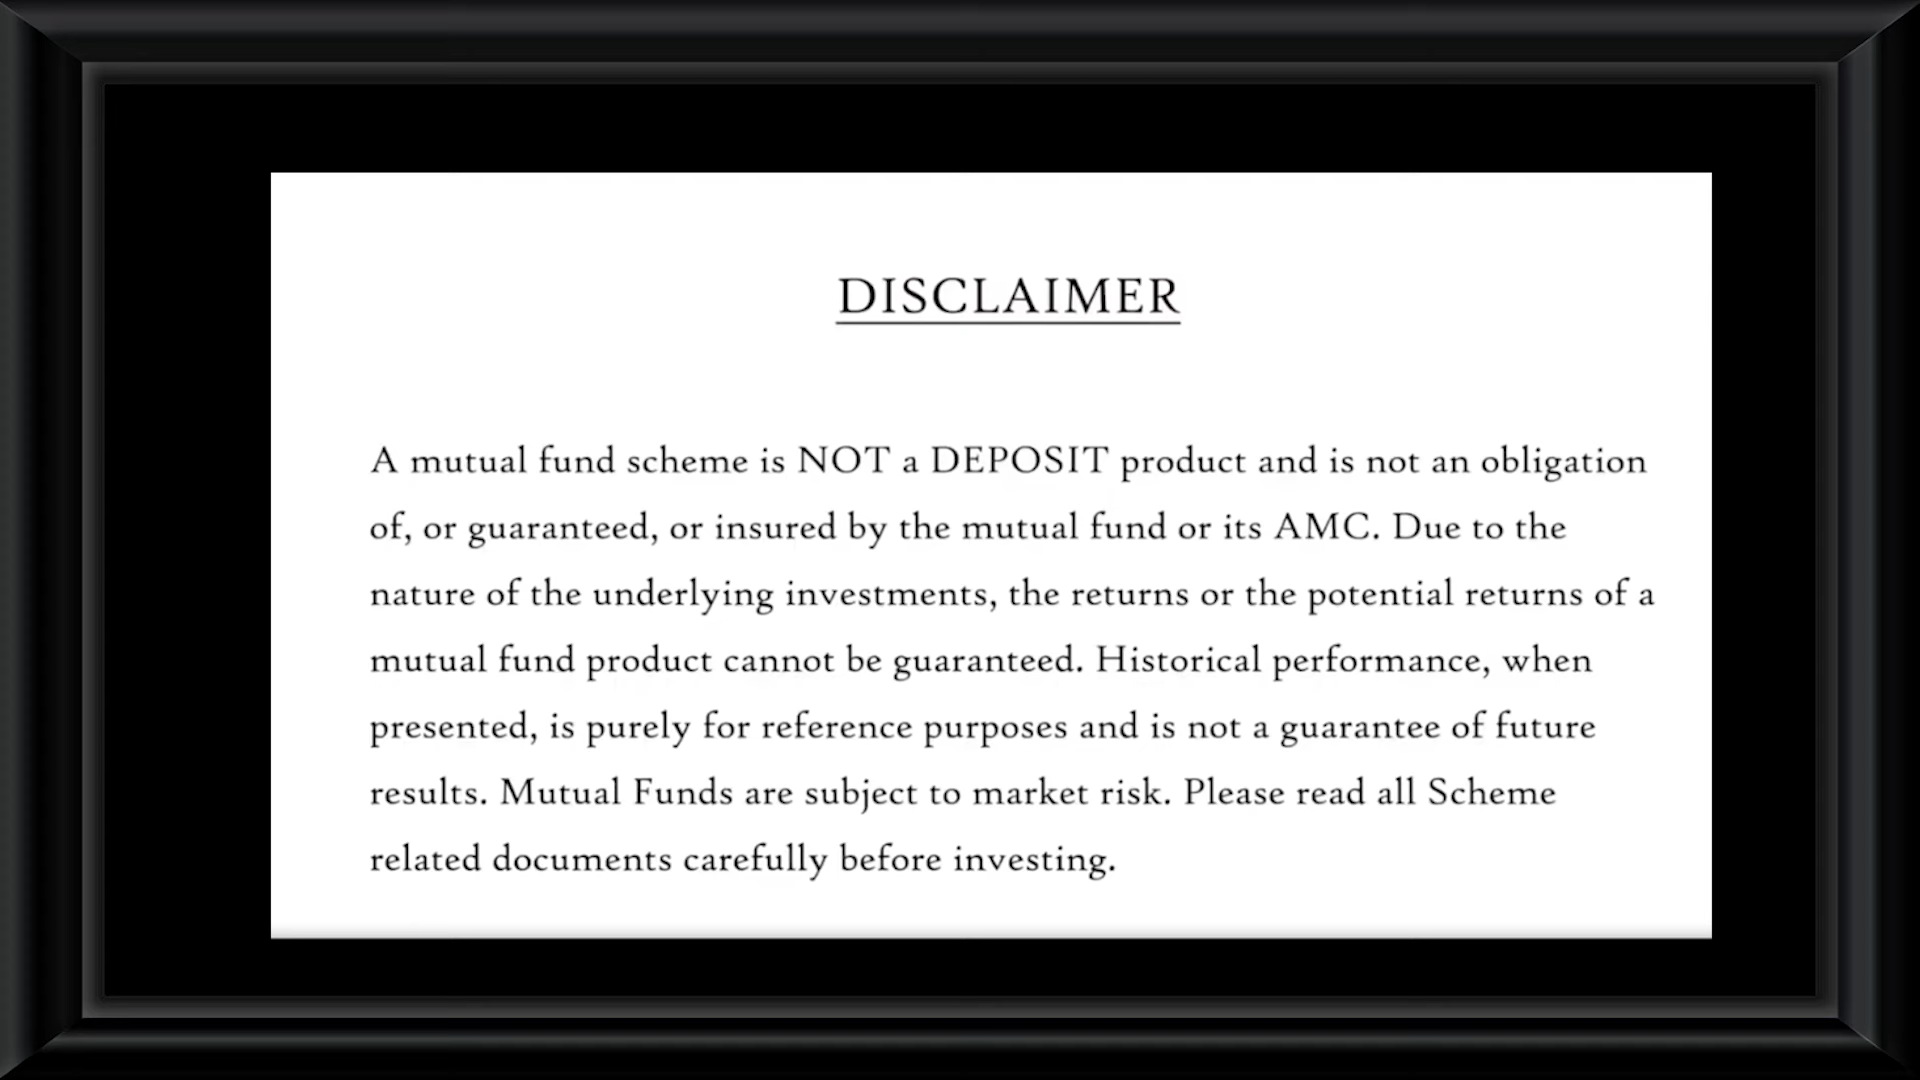 DISCLAIMER
A mutual fund scheme is NOT a DEPOSIT product and is not an obligation
of, or guaranteed, or insured by the mutual fund or its AMC. Due to the
nature of the underlying investments, the returns or the potential returns of a
mutual fund product cannot be guaranteed. Historical performance, when
presented, is purely for reference purposes and is not a guarantee of future
results. Mutual Funds are subject to market risk. Please read all Scheme
related documents carefully before investing.